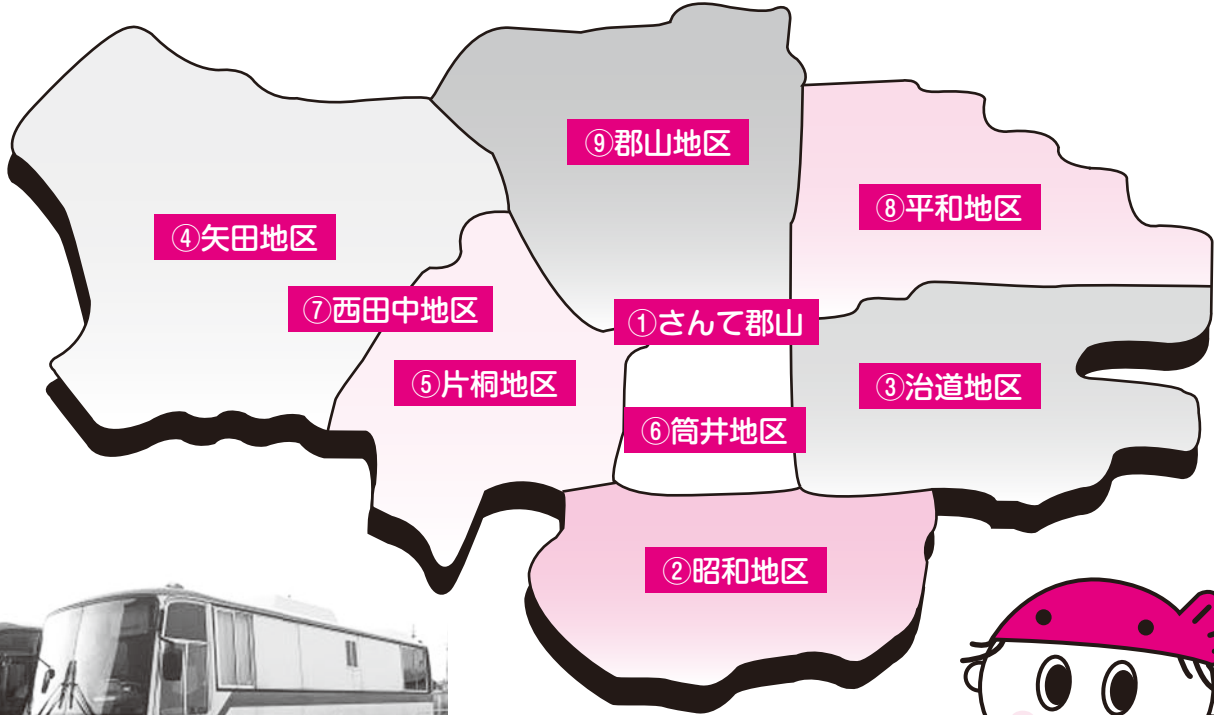 ⑨郡山地区
⑧平和地区
④矢田地区
⑦西田中地区
①さんて郡山
⑤片桐地区
③治道地区
⑥筒井地区
②昭和地区